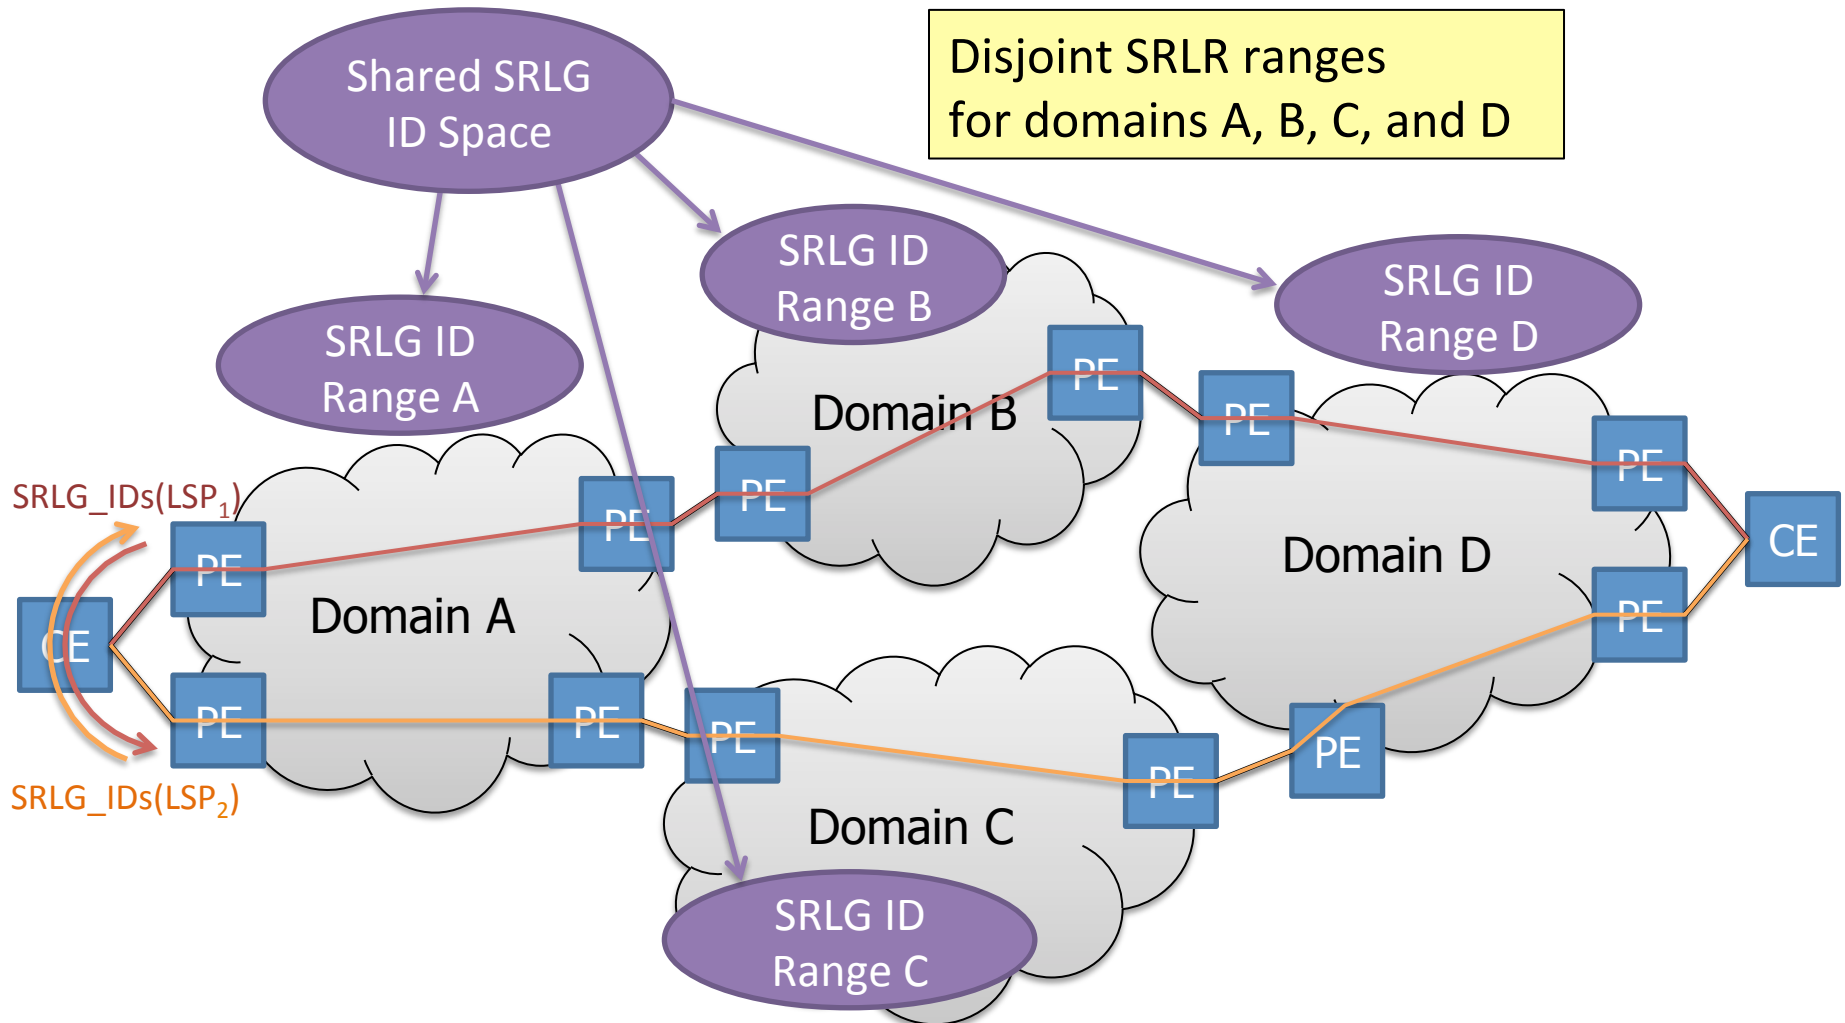 Shared SRLG
ID Space
Disjoint SRLR ranges
for domains A, B, C, and D
SRLG ID
Range B
SRLG ID
Range D
SRLG ID
Range A
PE
Domain B
PE
PE
PE
SRLG_IDs(LSP₁)
PE
PE
CE
PE
Domain D
Domain A
PE
CE
PE
PE
PE
PE
PE
Domain C
SRLG_IDs(LSP₂)
SRLG ID
Range C